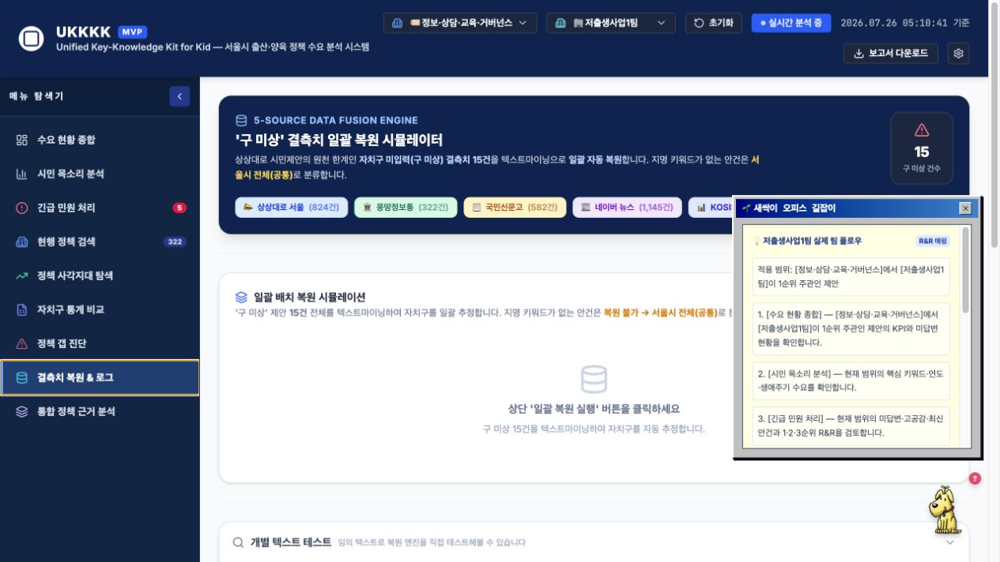 UKKKK MVP
Unified Key-Knowledge Kit for Kid — 서울시 출산·양육 정책 수요 분석 시스템
정보·상담·교육·거버넌스
저출생사업1팀
초기화
실시간 분석 중
2026.07.26 05:10:41 기준
보고서 다운로드
메뉴 탐색기
수요 현황 종합
시민 목소리 분석
긴급 민원 처리 5
현행 정책 검색 322
정책 사각지대 탐색
자치구 통계 비교
정책 갭 진단
결측치 복원 & 로그
통합 정책 근거 분석
5-SOURCE DATA FUSION ENGINE
'구 미상' 결측치 일괄 복원 시뮬레이터
상상대로 시민제안의 원천 한계인 자치구 미입력(구 미상) 결측치 15건을 텍스트마이닝으로 일괄 자동 복원합니다. 지명 키워드가 없는 안건은 서
울시 전체(공통)로 분류합니다.
15
구 미상 건수
상상대로 서울 (824건)
몽땅정보통 (322건)
국민신문고 (582건)
네이버 뉴스 (1,145건)
KOSI
일괄 배치 복원 시뮬레이션
'구 미상' 제안 15건 전체를 텍스트마이닝하여 자치구를 일괄 추정합니다. 지명 키워드가 없는 안건은 복원 불가 → 서울시 전체(공통)로
상단 '일괄 복원 실행' 버튼을 클릭하세요
구 미상 15건을 텍스트마이닝하여 자치구를 자동 추정합니다.
개별 텍스트 테스트 임의 텍스트로 복원 엔진을 직접 테스트해볼 수 있습니다
새싹이 오피스 길잡이
저출생사업1팀 실제 팀 플로우 R&R 매핑
적용 범위: [정보·상담·교육·거버넌스]에서 [저출생사업1
팀]이 1순위 주관인 제안
1. [수요 현황 종합] — [정보·상담·교육·거버넌스]에서
[저출생사업1팀]이 1순위 주관인 제안의 KPI와 미답변
현황을 확인합니다.
2. [시민 목소리 분석] — 현재 범위의 핵심 키워드·연도
·생애주기 수요를 확인합니다.
3. [긴급 민원 처리] — 현재 범위의 미답변·고공감·최신
안건과 1·2·3순위 R&R을 검토합니다.
?